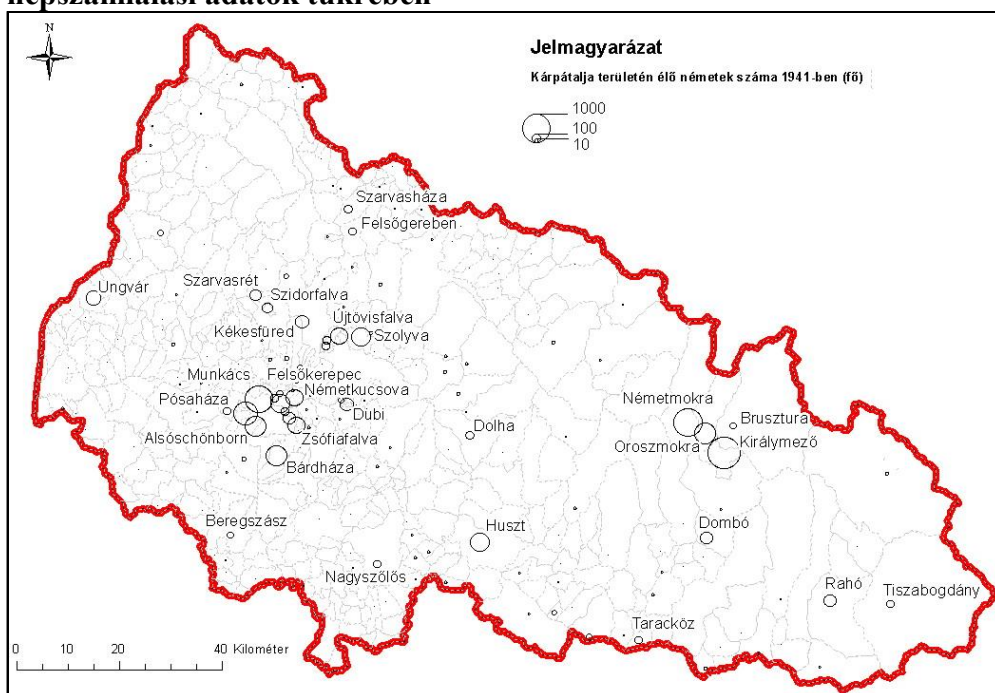 népszámlálási adatok tükrében
N
Jelmagyarázat
Kárpátalja területén élő németek száma 1941-ben (fő)
1000
100
10
Szarvasháza
Felsőgereben
Ungvár
Szarvasrét
Szidorfalva
Kékesfüred
Újtövisfalva
Szolyva
Munkács
Felsőkerepec
Németkucsova
Pósaháza
Dubi
Alsóschönborn
Zsófiafalva
Bárdháza
Dolha
Németmokra
Brusztura
Oroszmokra
Királymező
Beregszász
Huszt
Dombó
Nagyszőlős
Rahó
Tiszabogdány
Taracköz
0 20 40 Kilométer